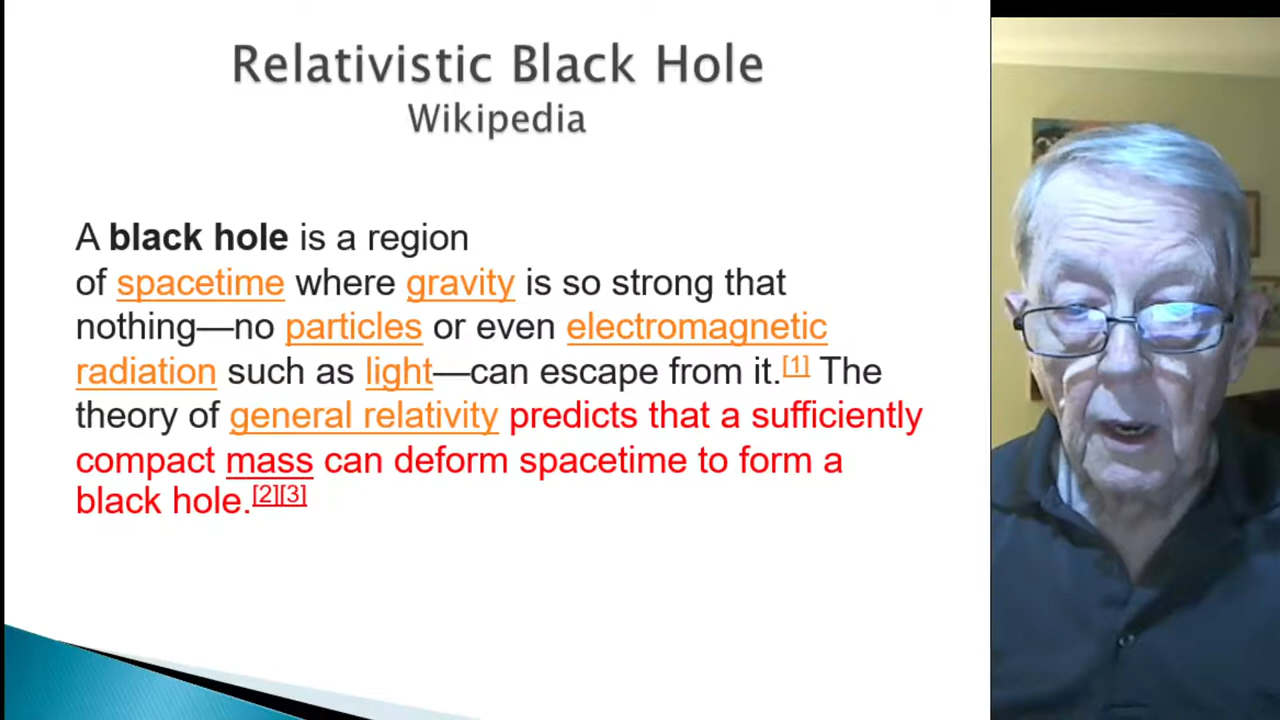 Relativistic Black Hole
Wikipedia
A black hole is a region
of spacetime where gravity is so strong that
nothing—no particles or even electromagnetic
radiation such as light—can escape from it.[1] The
theory of general relativity predicts that a sufficiently
compact mass can deform spacetime to form a
black hole.[2][3]